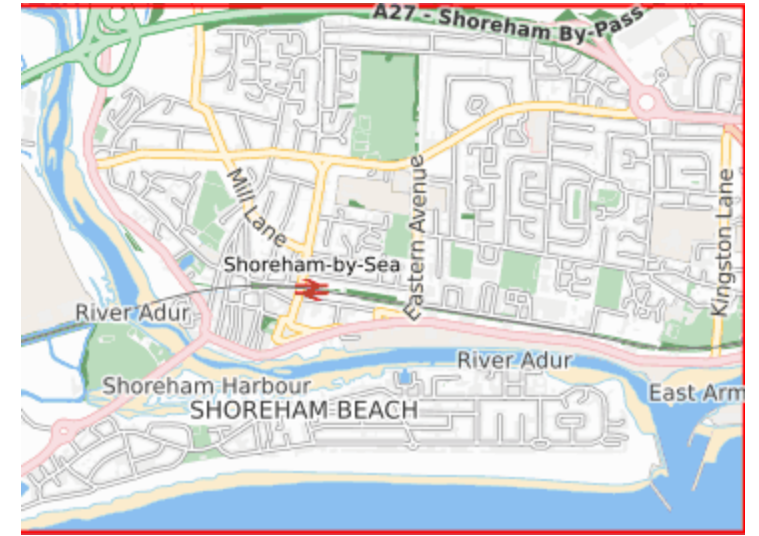 A27 - Shoreham By-Pass
Mill Lane
Eastern Avenue
Kingston Lane
Shoreham-by-Sea
River Adur
River Adur
Shoreham Harbour
East Arm
SHOREHAM BEACH